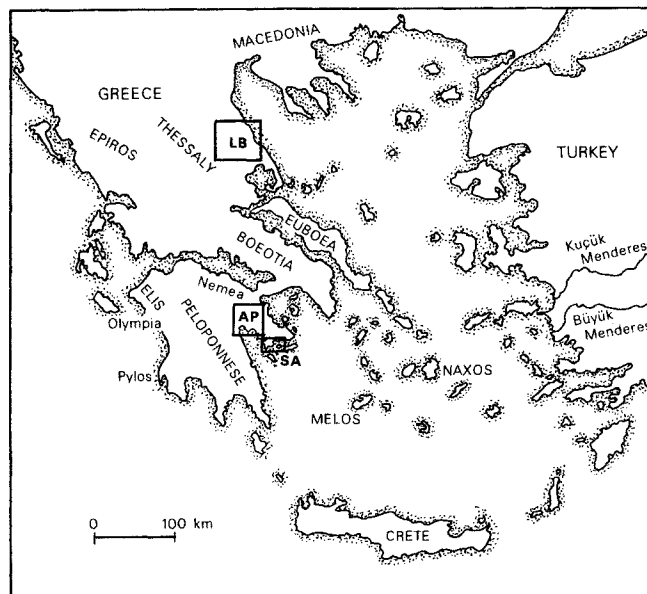 MACEDONIA
GREECE
THESSALY
LB
EPIROS
TURKEY
EUBOEA
BOEOTIA
Kuçük
Menderes
Nemea
ELIS
AP
Büyük
Menderes
Olympia
PELOPONNESE
SA
NAXOS
Pylos
MELOS
0 100 km
CRETE